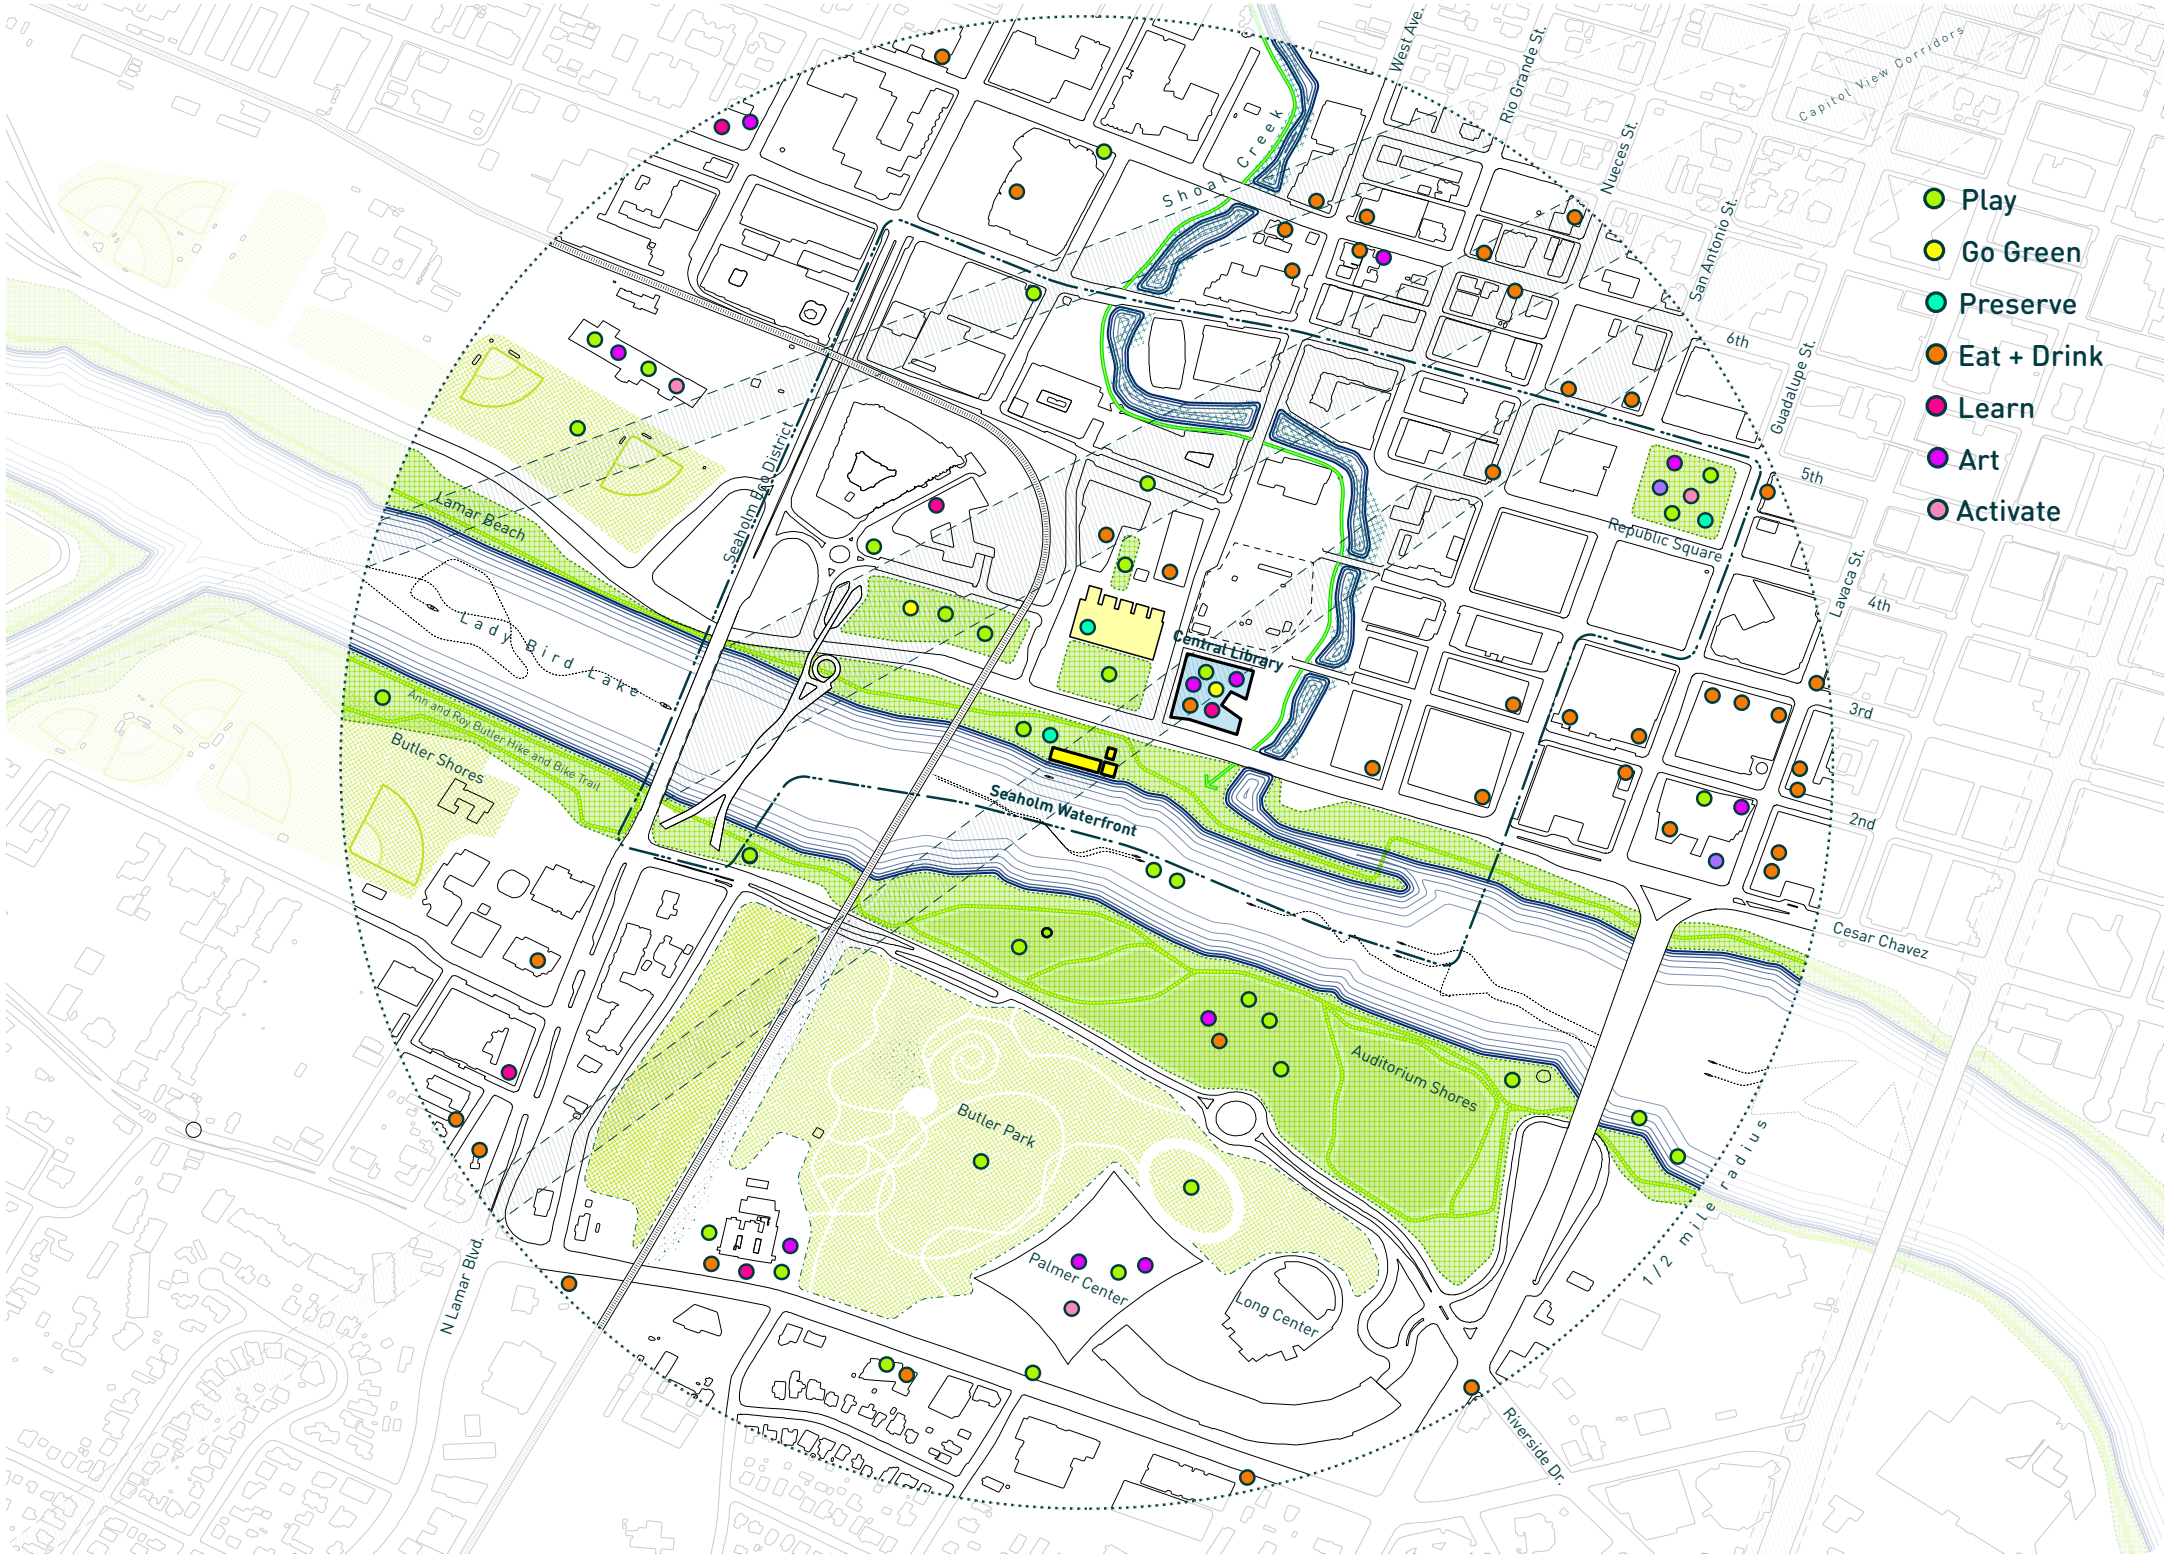 West Ave.
Rio Grande St.
Capitol View Corridors
Shoal Creek
Nueces St.
San Antonio St.
Play
Go Green
Preserve
Eat + Drink
Learn
Art
Activate
6th
Guadalupe St.
5th
Republic Square
Lavaca St.
4th
Seaholm Eco District
Lamar Beach
Lady Bird Lake
Central Library
Ann and Roy Butler Hike and Bike Trail
Butler Shores
3rd
Seaholm Waterfront
2nd
Cesar Chavez
Auditorium Shores
Butler Park
1/2 mile radius
Palmer Center
Long Center
N Lamar Blvd.
Riverside Dr.